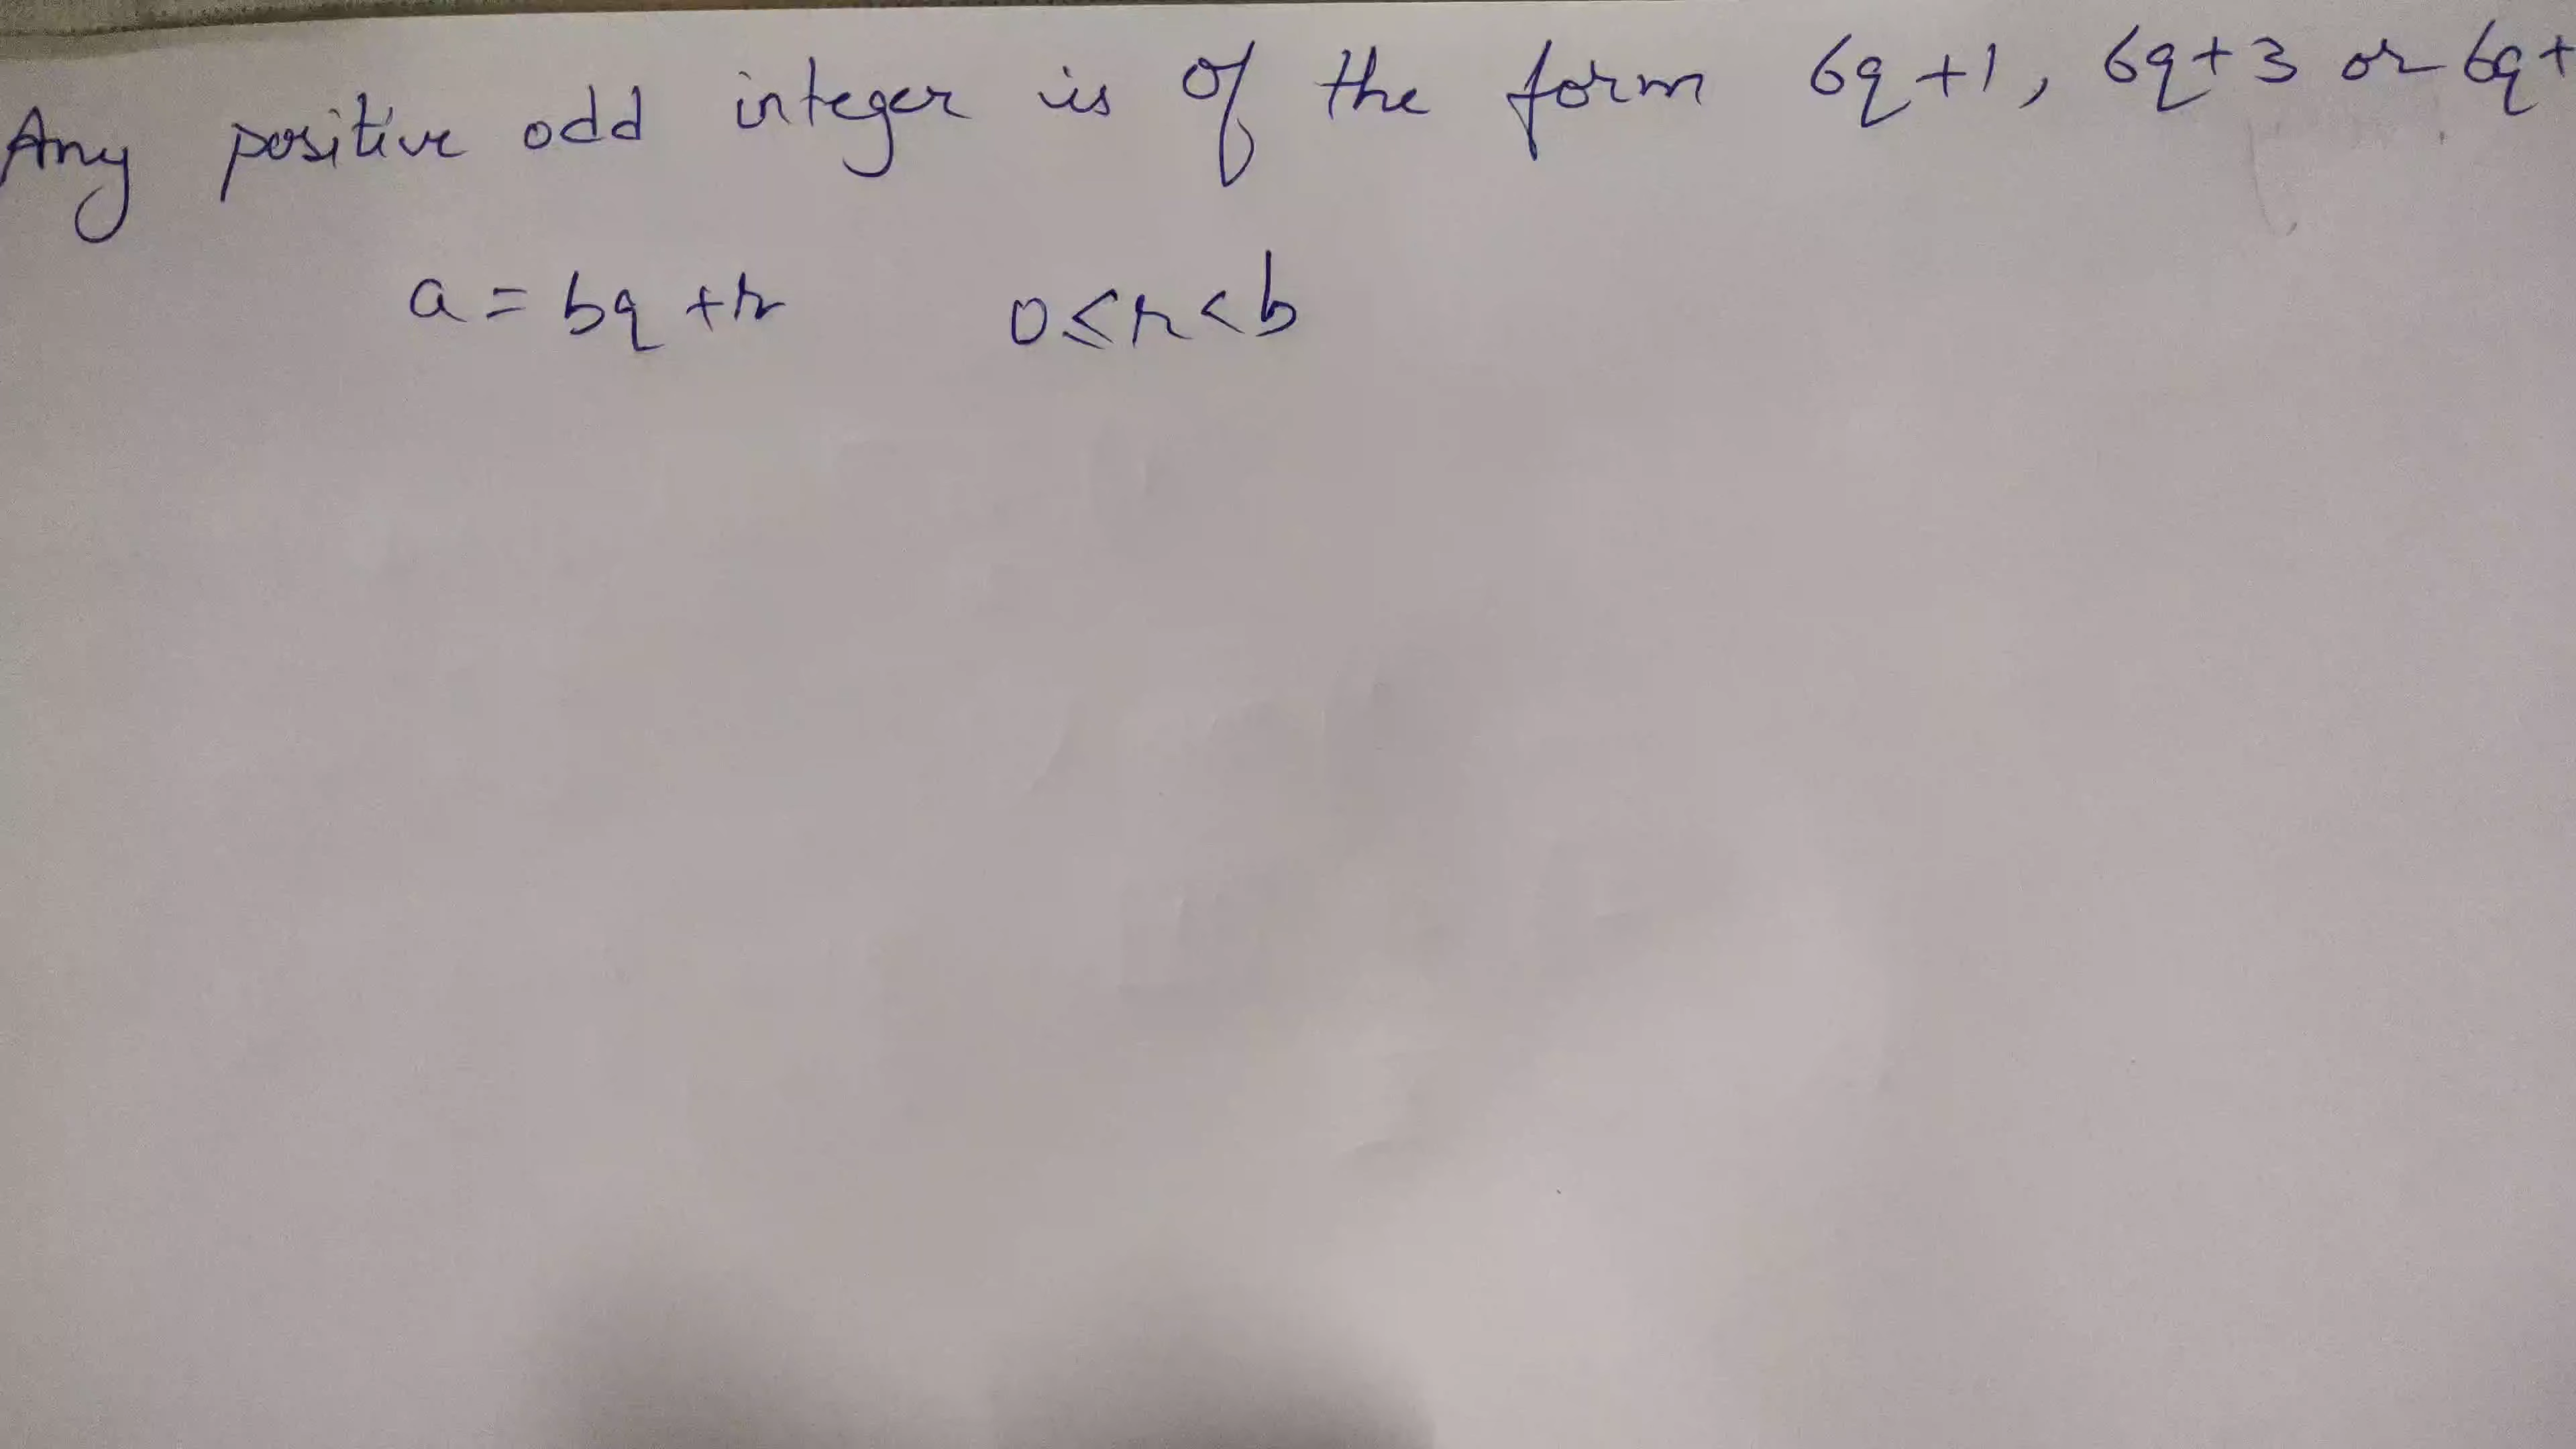 Any positive odd integer is of the form 6q+1, 6q+3 or 6q+
a = bq + r 0 ≤ r < b